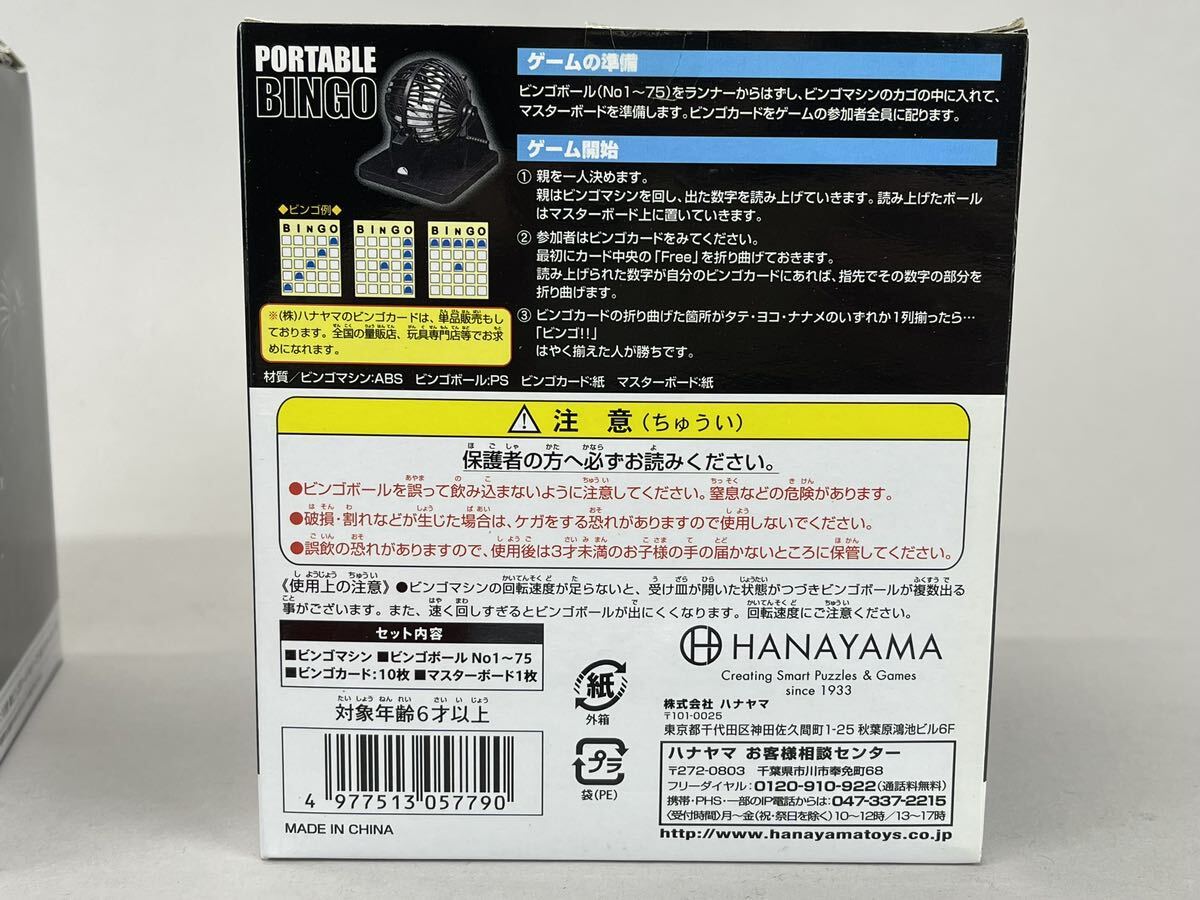 PORTABLE
BINGO
◆ビンゴ例◆
BINGO BINGO BINGO
※(株)ハナヤマのビンゴカードは、単品販売もし
ております。全国の量販店、玩具専門店等でお求
めになれます。
ゲームの準備
ビンゴボール(No1～75)をランナーからはずし、ビンゴマシンのカゴの中に入れて、
マスターボードを準備します。ビンゴカードをゲームの参加者全員に配ります。
ゲーム開始
① 親を一人決めます。
親はビンゴマシンを回し、出た数字を読み上げていきます。読み上げたボール
はマスターボード上に置いていきます。
② 参加者はビンゴカードをみてください。
最初にカード中央の「Free」を折り曲げておきます。
読み上げられた数字が自分のビンゴカードにあれば、指先でその数字の部分を
折り曲げます。
③ ビンゴカードの折り曲げた箇所がタテ・ヨコ・ナナメのいずれか1列揃ったら…
「ビンゴ!!」
はやく揃えた人が勝ちです。
材質／ビンゴマシン:ABS ビンゴボール:PS ビンゴカード:紙 マスターボード:紙
注意(ちゅうい)
保護者の方へ必ずお読みください。
●ビンゴボールを誤って飲み込まないように注意してください。窒息などの危険があります。
●破損・割れなどが生じた場合は、ケガをする恐れがありますので使用しないでください。
●誤飲の恐れがありますので、使用後は3才未満のお子様の手の届かないところに保管してください。
《使用上の注意》●ビンゴマシンの回転速度が足らないと、受け皿が開いた状態がつづきビンゴボールが複数出る
事がございます。また、速く回しすぎるとビンゴボールが出にくくなります。回転速度にご注意ください。
セット内容
■ビンゴマシン ■ビンゴボール No1～75
■ビンゴカード:10枚 ■マスターボード1枚
対象年齢6才以上
4 977513 057790
MADE IN CHINA
紙
外箱
プラ
袋(PE)
HANAYAMA
Creating Smart Puzzles & Games
since 1933
株式会社 ハナヤマ
〒101-0025
東京都千代田区神田佐久間町1-25 秋葉原鴻池ビル6F
ハナヤマ お客様相談センター
〒272-0803 千葉県市川市奉免町68
フリーダイヤル:0120-910-922(通話料無料)
携帯・PHS・一部のIP電話からは:047-337-2215
〈受付時間〉月～金(祝・祭日を除く)10～12時/13～17時
http://www.hanayamatoys.co.jp